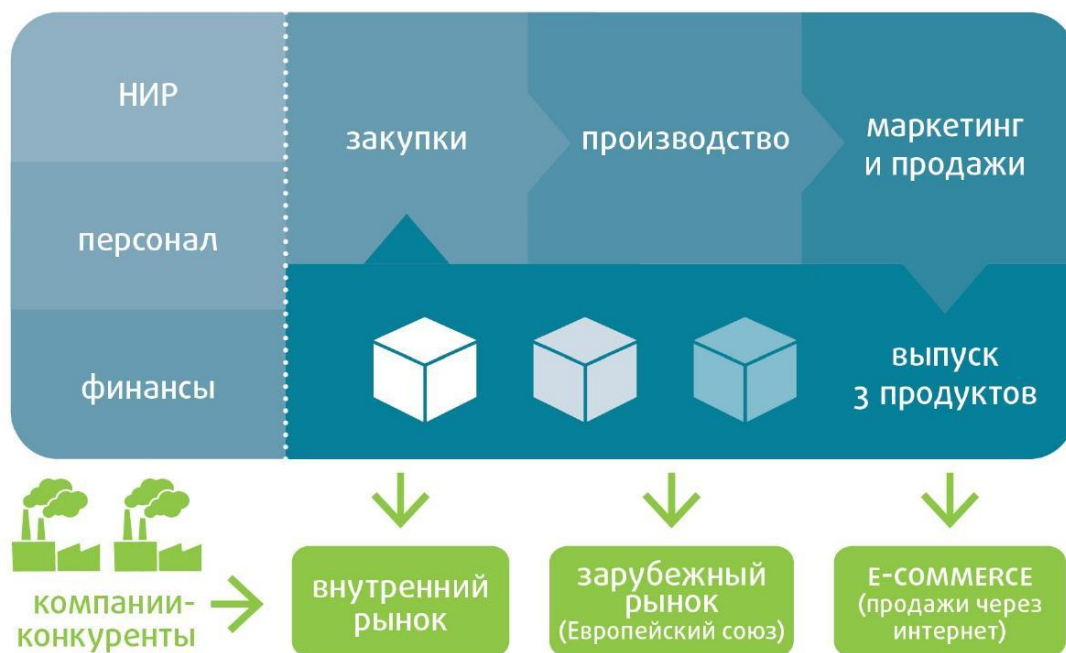 НИР
персонал
финансы
закупки
производство
маркетинг
и продажи
выпуск
3 продуктов
компании-
конкуренты
внутренний
рынок
зарубежный
рынок
(Европейский союз)
E-COMMERCE
(продажи через
интернет)